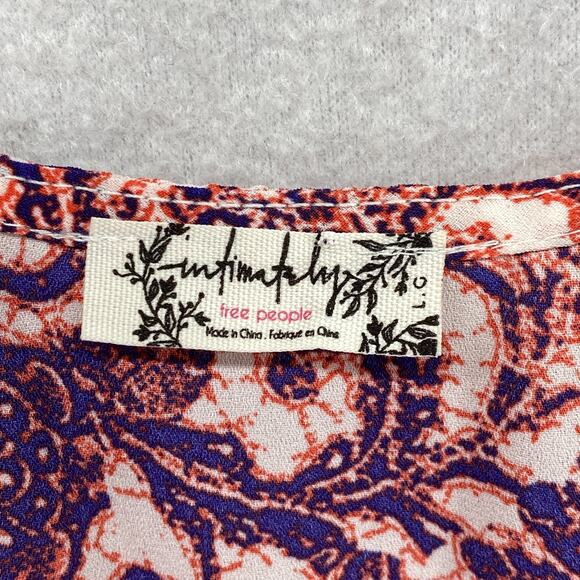 intimately
free people
Made in China . Fabriqué en Chine
L.G